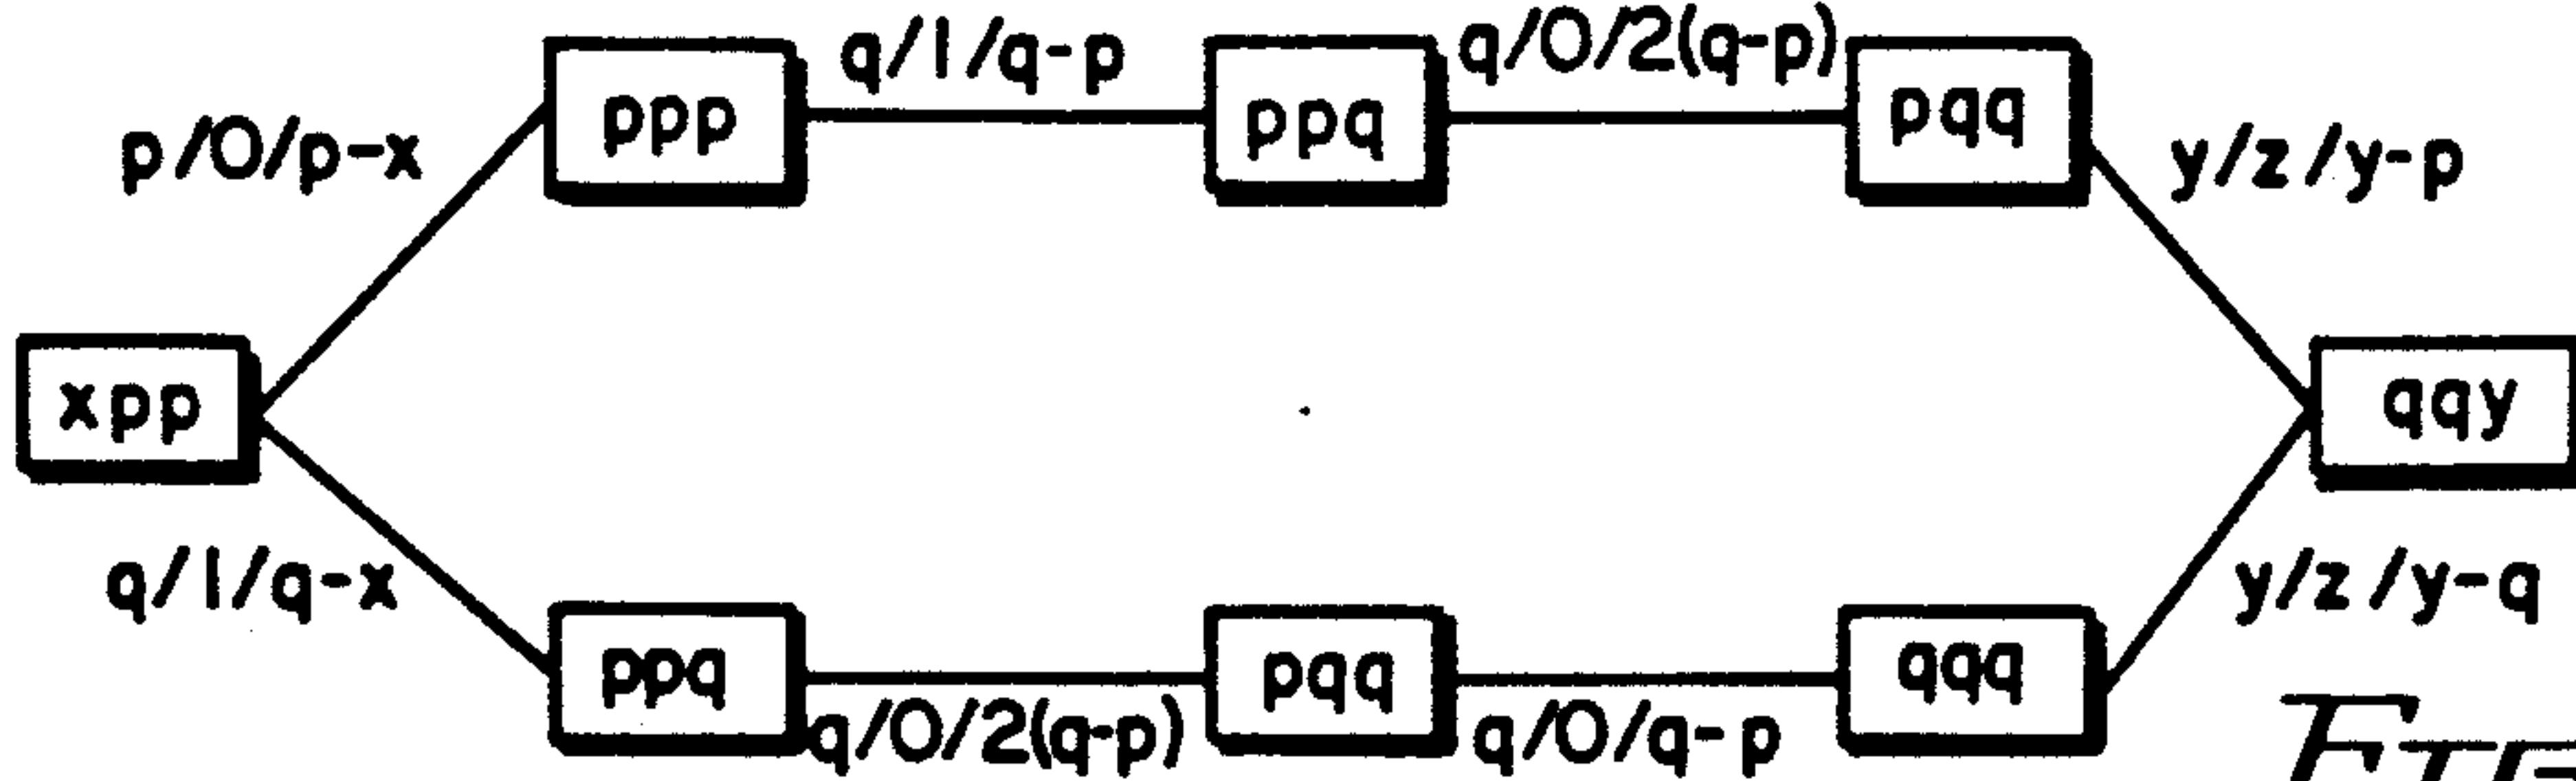 q/1/q-p q/0/2(q-p)
ppp ppq pqq
p/0/p-x y/z/y-p
xpp qqy
q/1/q-x y/z/y-q
ppq pqq qqq
q/0/2(q-p) q/0/q-p